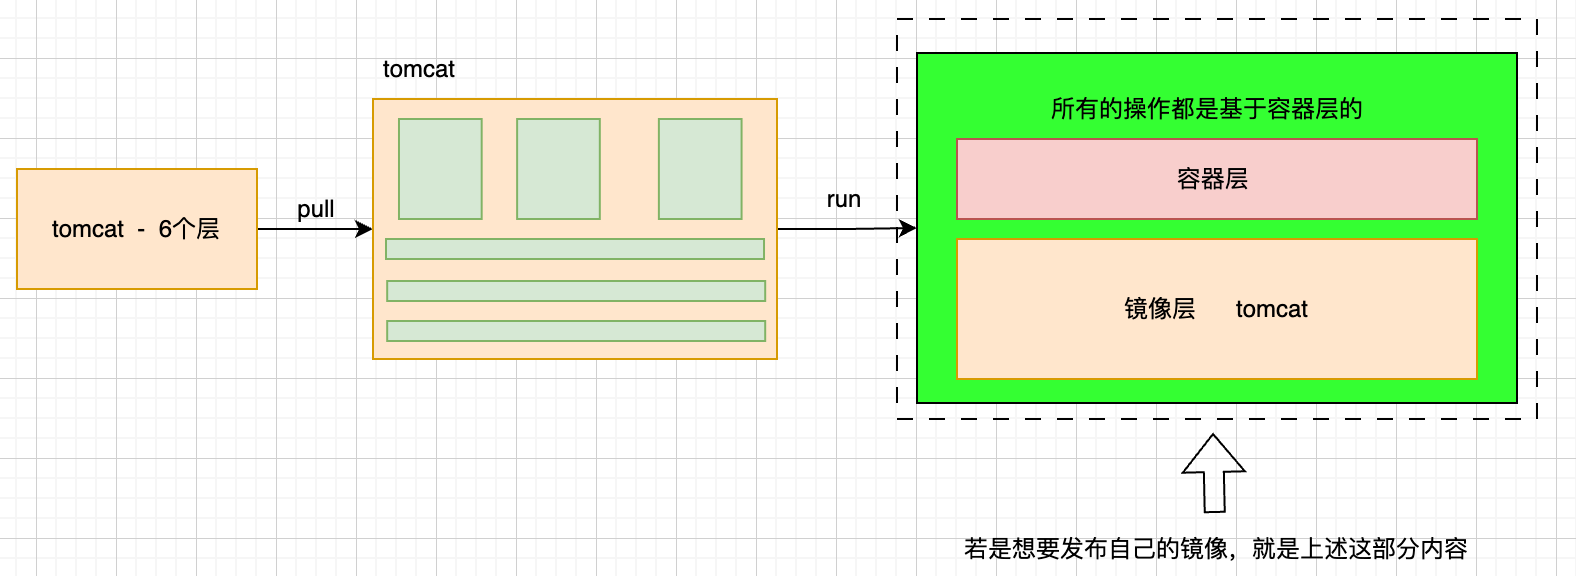 tomcat - 6个层
pull
tomcat
run
所有的操作都是基于容器层的
容器层
镜像层 tomcat
若是想要发布自己的镜像，就是上述这部分内容